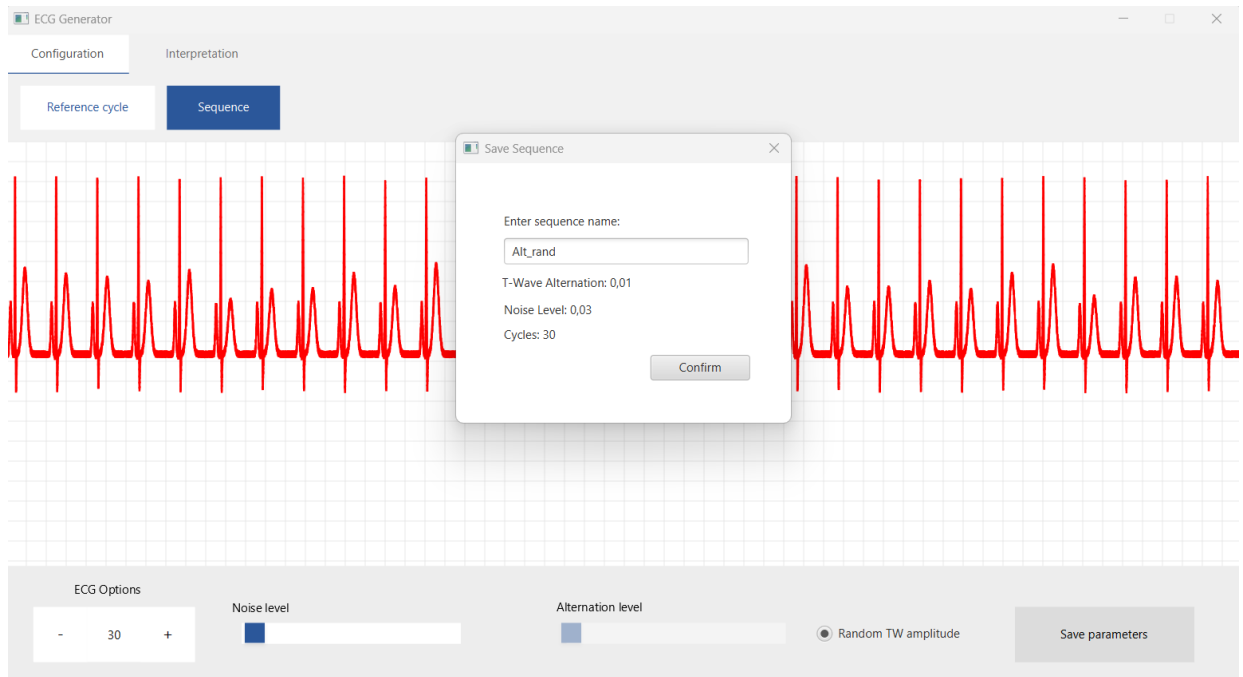 ECG Generator
Configuration Interpretation
Reference cycle Sequence
Save Sequence
Enter sequence name:
Alt_rand
T-Wave Alternation: 0,01
Noise Level: 0,03
Cycles: 30
Confirm
ECG Options
Noise level
Alternation level
- 30 +
Random TW amplitude
Save parameters